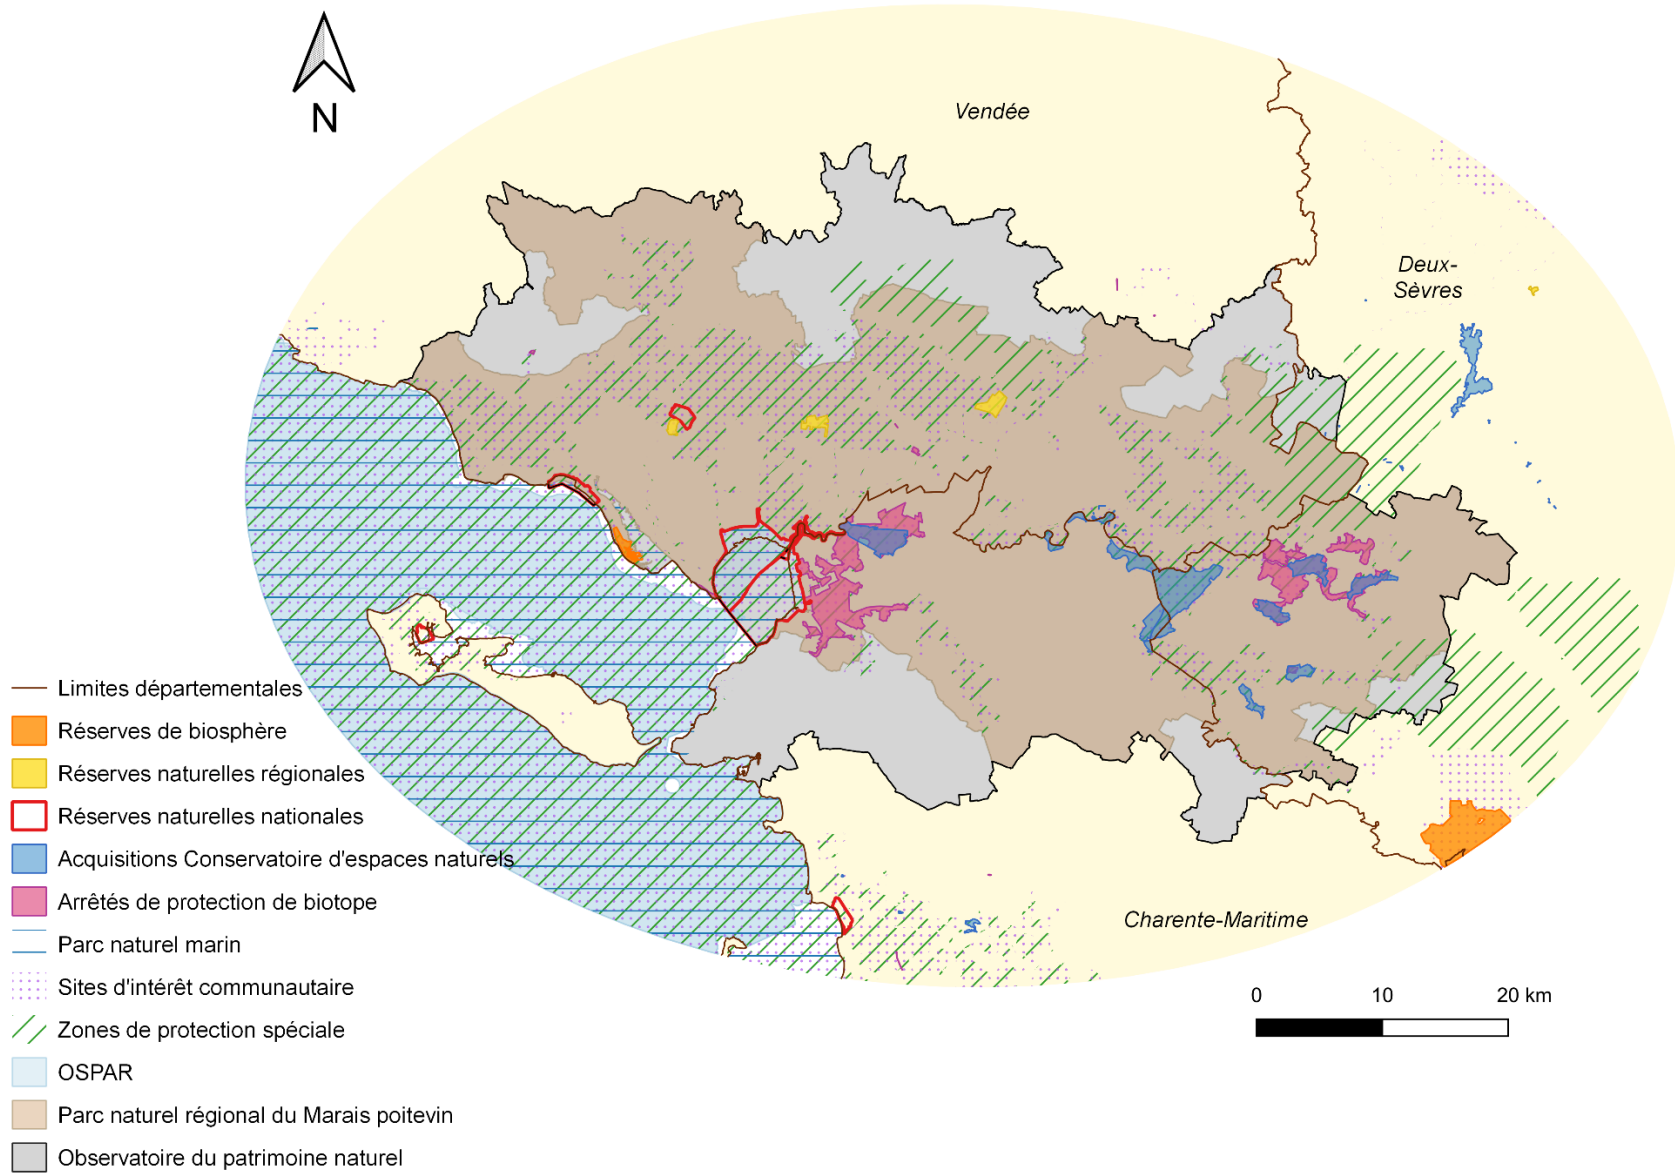 N
Vendée
Deux-
Sèvres
Charente-Maritime
Limites départementales
Réserves de biosphère
Réserves naturelles régionales
Réserves naturelles nationales
Acquisitions Conservatoire d'espaces naturels
Arrêtés de protection de biotope
Parc naturel marin
Sites d'intérêt communautaire
Zones de protection spéciale
OSPAR
Parc naturel régional du Marais poitevin
Observatoire du patrimoine naturel
0 10 20 km